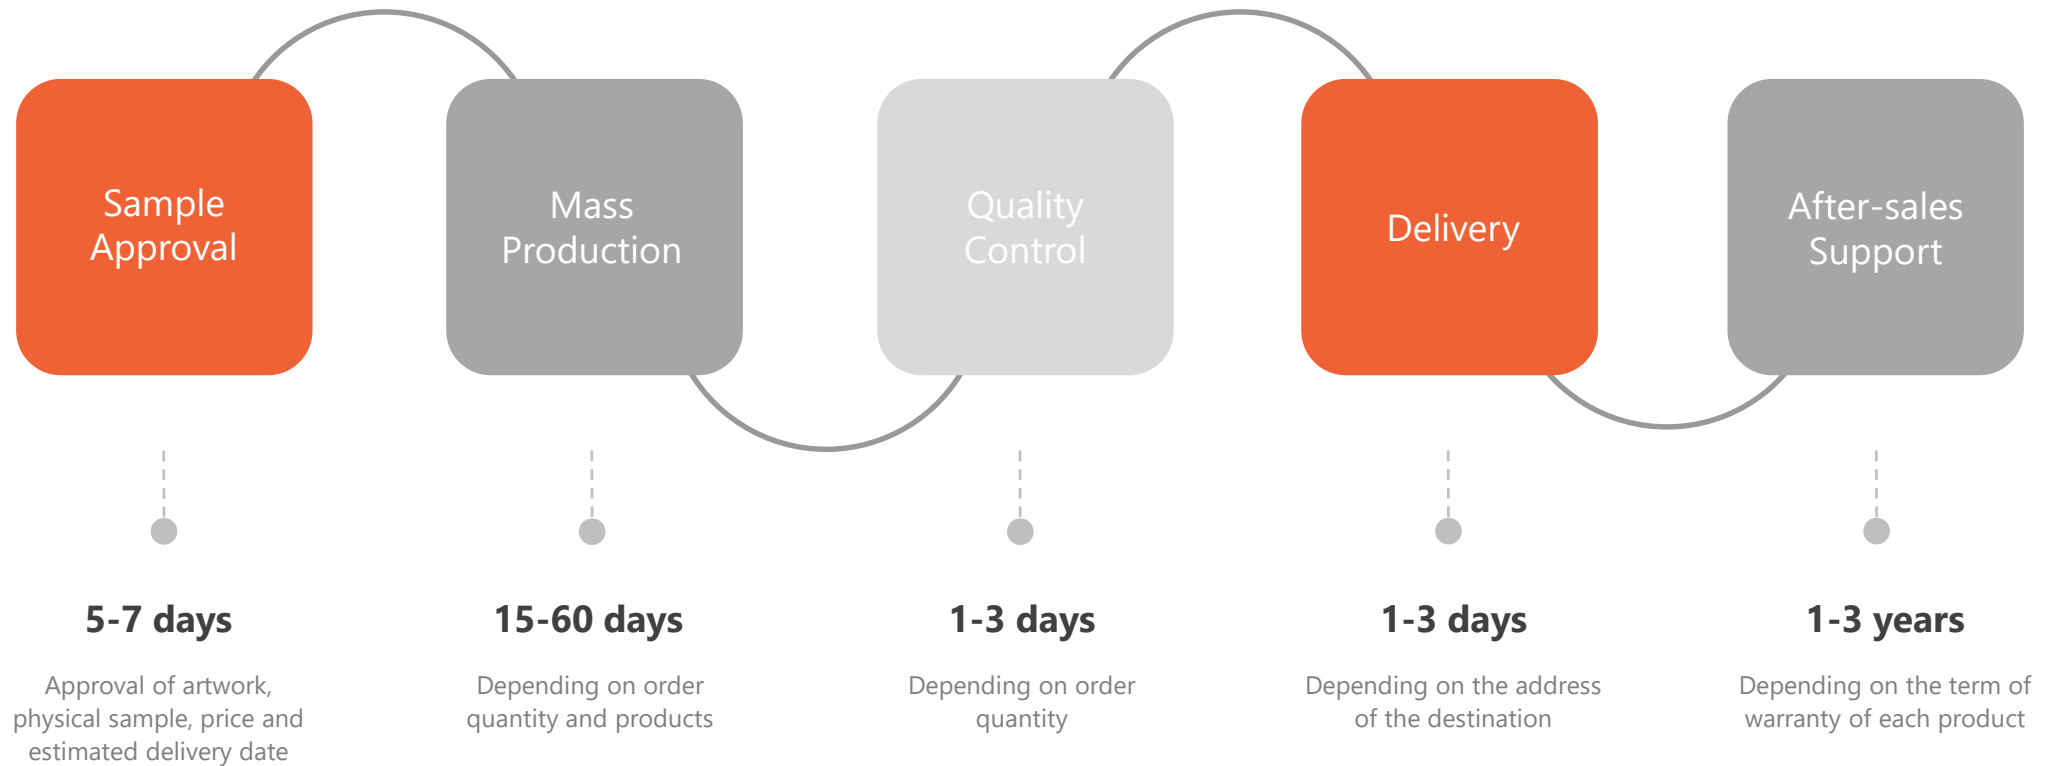 Sample
Approval
Mass
Production
Quality
Control
Delivery
After-sales
Support
5-7 days
Approval of artwork,
physical sample, price and
estimated delivery date
15-60 days
Depending on order
quantity and products
1-3 days
Depending on order
quantity
1-3 days
Depending on the address
of the destination
1-3 years
Depending on the term of
warranty of each product